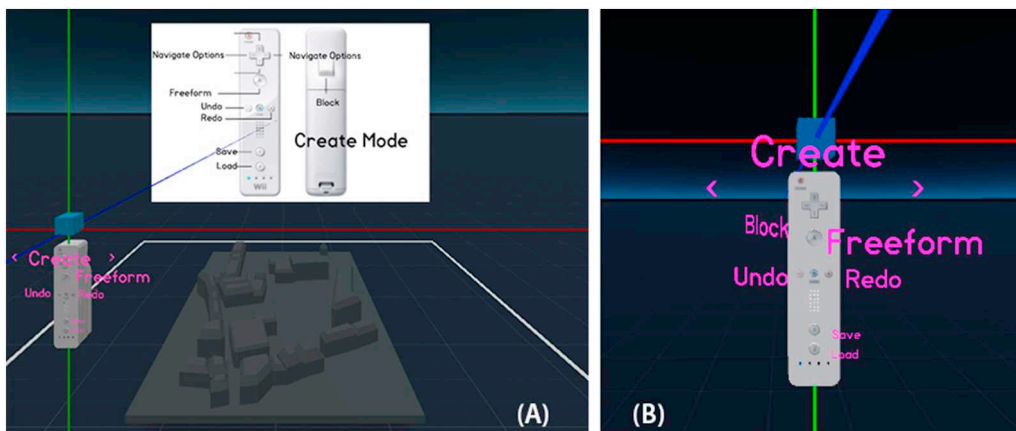 Navigate Options
Navigate Options
Freeform
Block
Undo
Redo
Create Mode
Save
Load
Wii
< Create >
Freeform
Undo
Redo
(A)
Create
< >
Block
Freeform
Undo
Redo
Save
Load
(B)